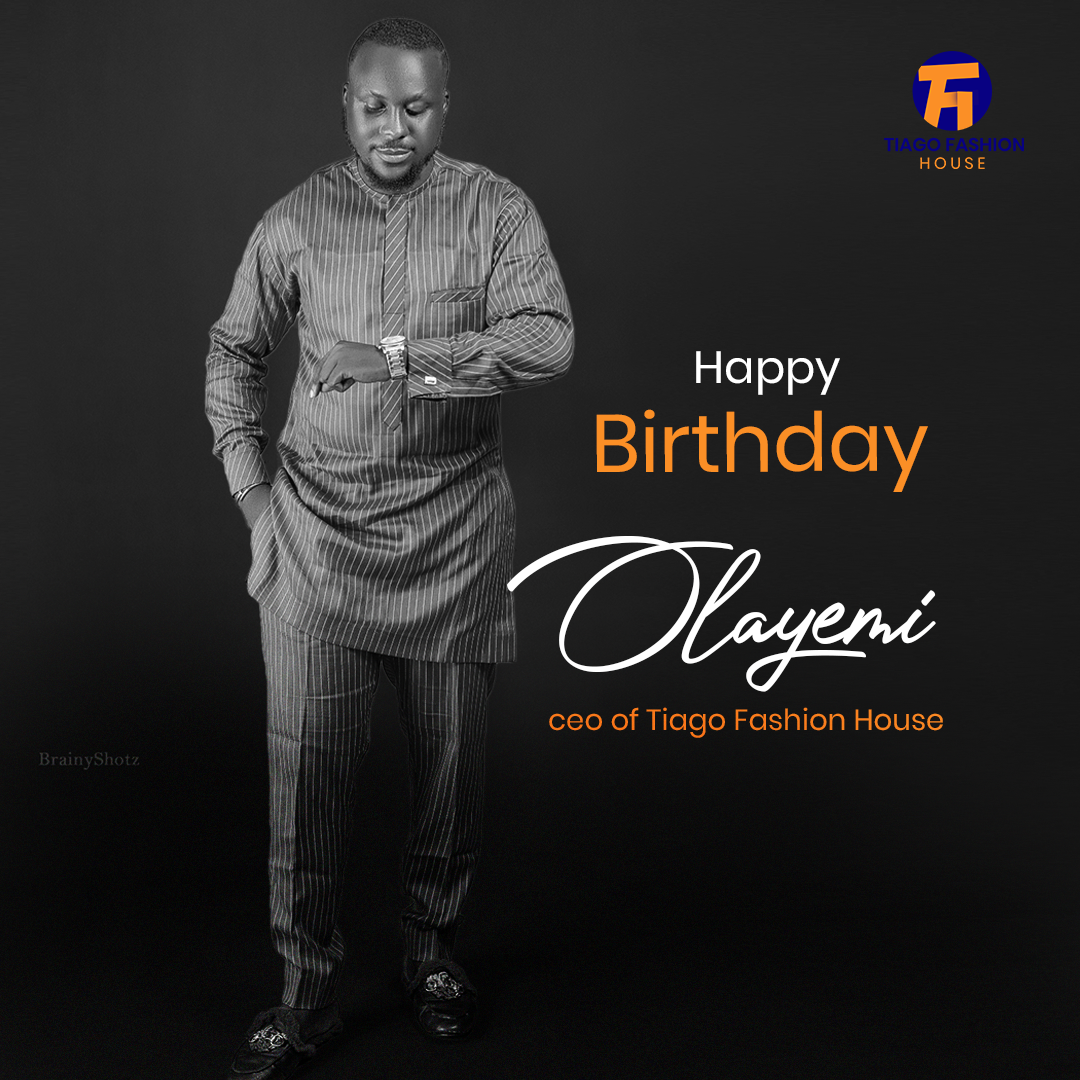 TIAGO FASHION
HOUSE
Happy
Birthday
Olayemi
ceo of Tiago Fashion House
BrainyShotz